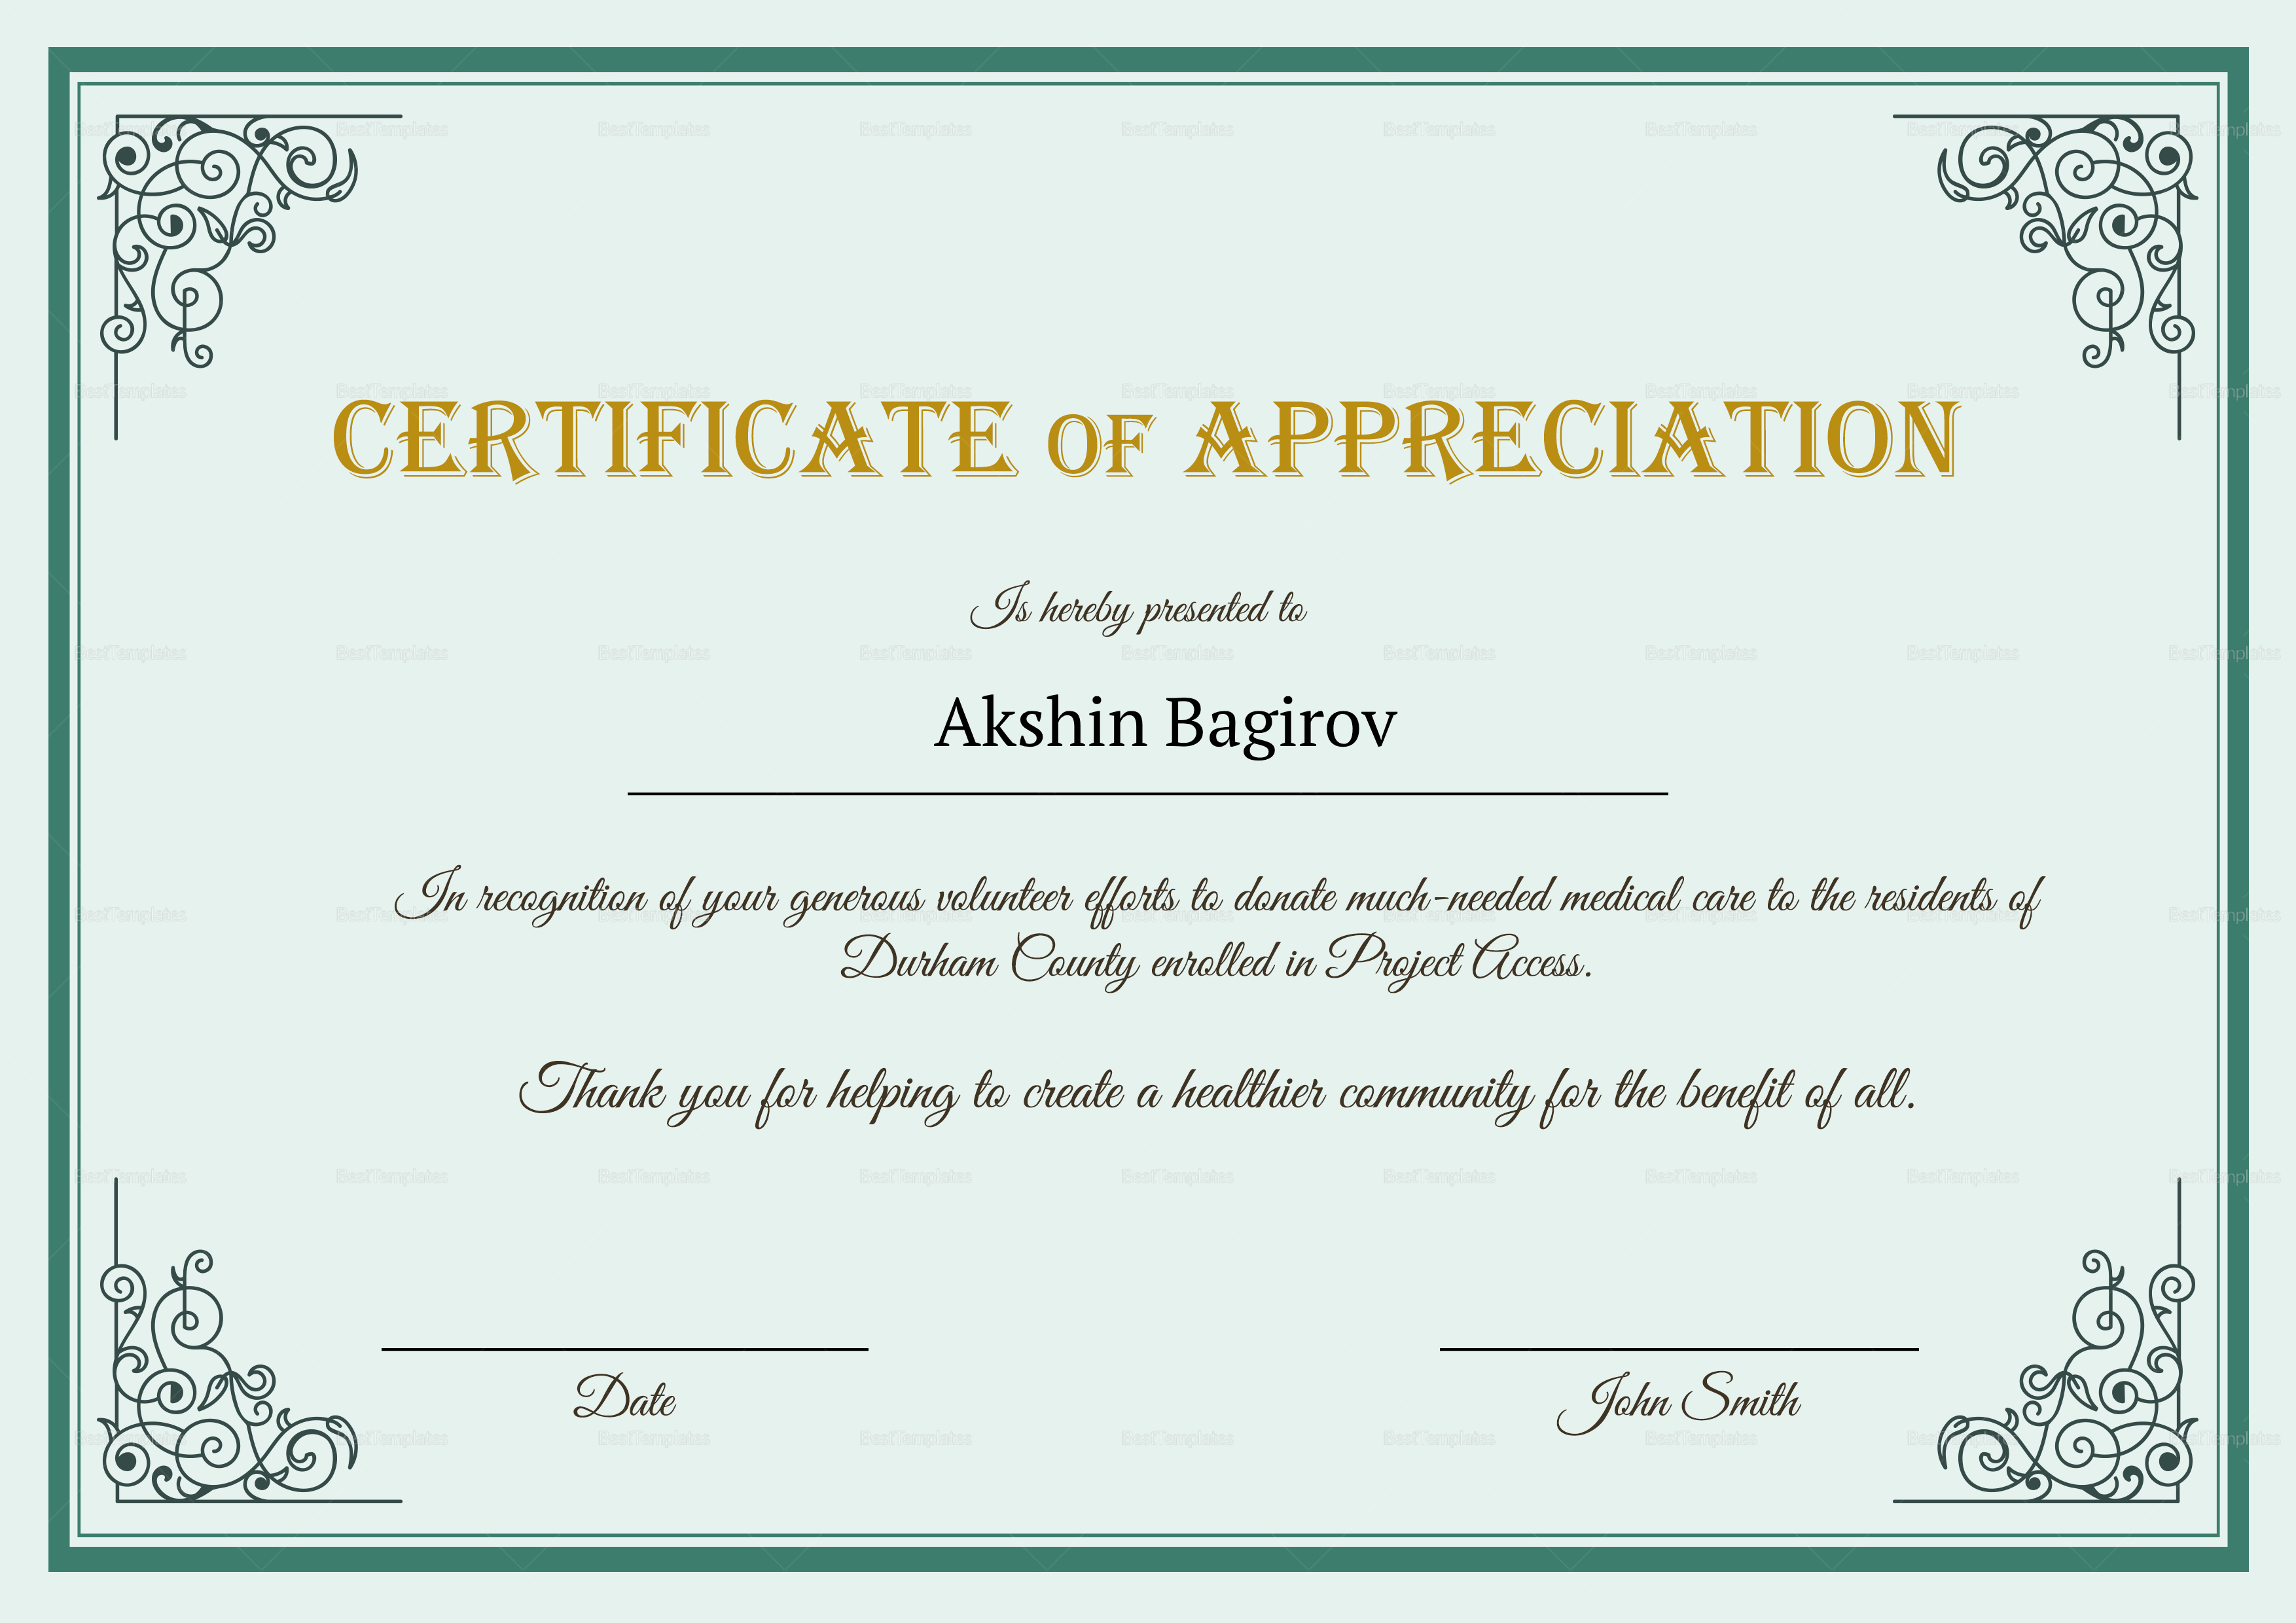 CERTIFICATE OF APPRECIATION
Is hereby presented to
Akshin Bagirov
In recognition of your generous volunteer efforts to donate much-needed medical care to the residents of
Durham County enrolled in Project Access.
Thank you for helping to create a healthier community for the benefit of all.
Date
John Smith
BestTemplates